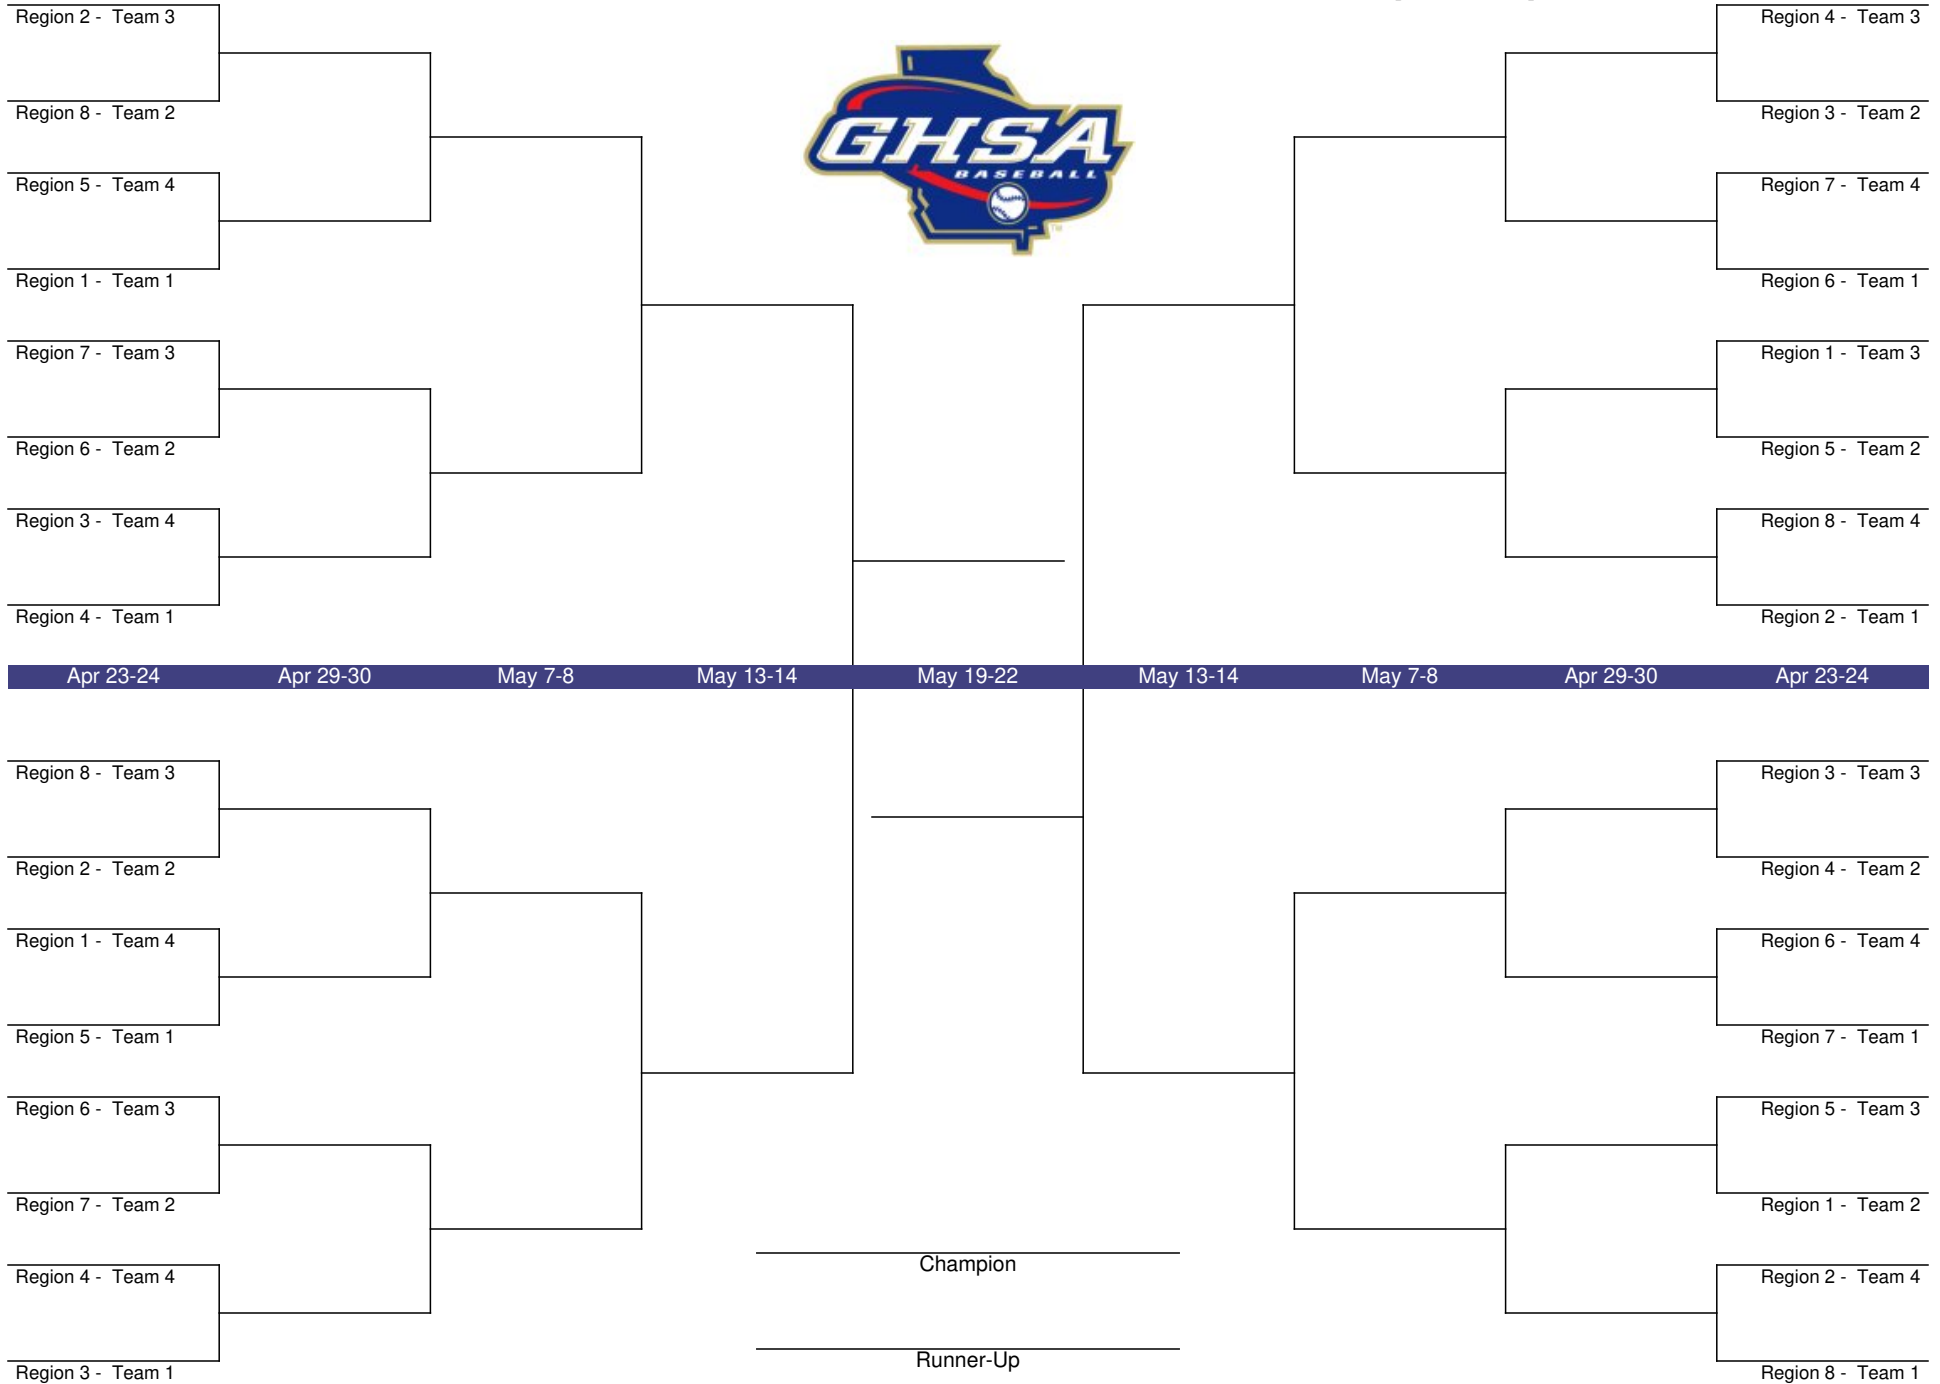 Region 2 - Team 3
Region 8 - Team 2
Region 5 - Team 4
Region 1 - Team 1
Region 7 - Team 3
Region 6 - Team 2
Region 3 - Team 4
Region 4 - Team 1
GHSA
BASEBALL
TM
Region 4 - Team 3
Region 3 - Team 2
Region 7 - Team 4
Region 6 - Team 1
Region 1 - Team 3
Region 5 - Team 2
Region 8 - Team 4
Region 2 - Team 1
Apr 23-24 Apr 29-30 May 7-8 May 13-14 May 19-22 May 13-14 May 7-8 Apr 29-30 Apr 23-24
Region 8 - Team 3
Region 2 - Team 2
Region 1 - Team 4
Region 5 - Team 1
Region 6 - Team 3
Region 7 - Team 2
Region 4 - Team 4
Region 3 - Team 1
Champion
Runner-Up
Region 3 - Team 3
Region 4 - Team 2
Region 6 - Team 4
Region 7 - Team 1
Region 5 - Team 3
Region 1 - Team 2
Region 2 - Team 4
Region 8 - Team 1